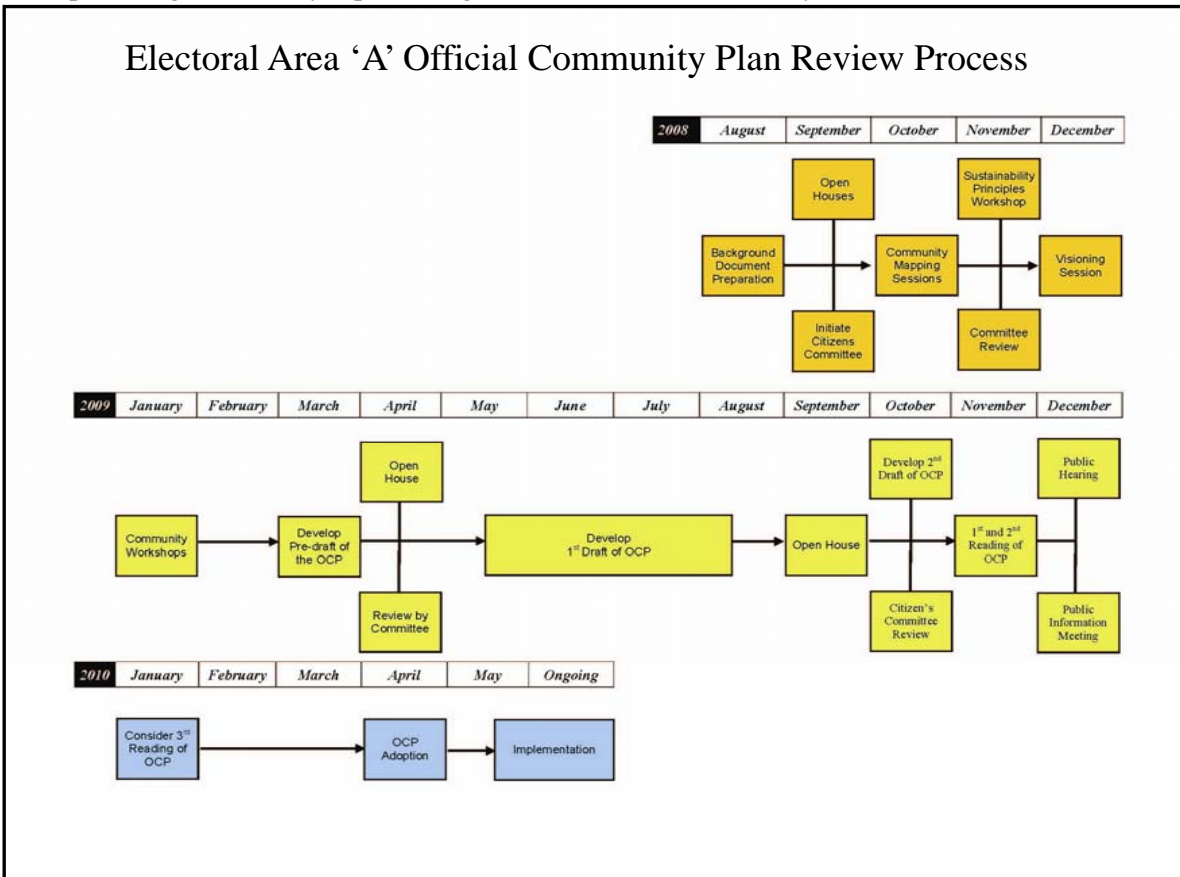 Electoral Area ‘A’ Official Community Plan Review Process
2008 August September October November December
Open
Houses
Sustainability
Principles
Workshop
Background
Document
Preparation
Community
Mapping
Sessions
Visioning
Session
Initiate
Citizens
Committee
Committee
Review
2009 January February March April May June July August September October November December
Open
House
Develop 2nd
Draft of OCP
Public
Hearing
Community
Workshops
Develop
Pre-draft of
the OCP
Develop
1st Draft of OCP
Open House
1st and 2nd
Reading of
OCP
Review by
Committee
Citizen's
Committee
Review
Public
Information
Meeting
2010 January February March April May Ongoing
Consider 3rd
Reading of
OCP
OCP
Adoption
Implementation